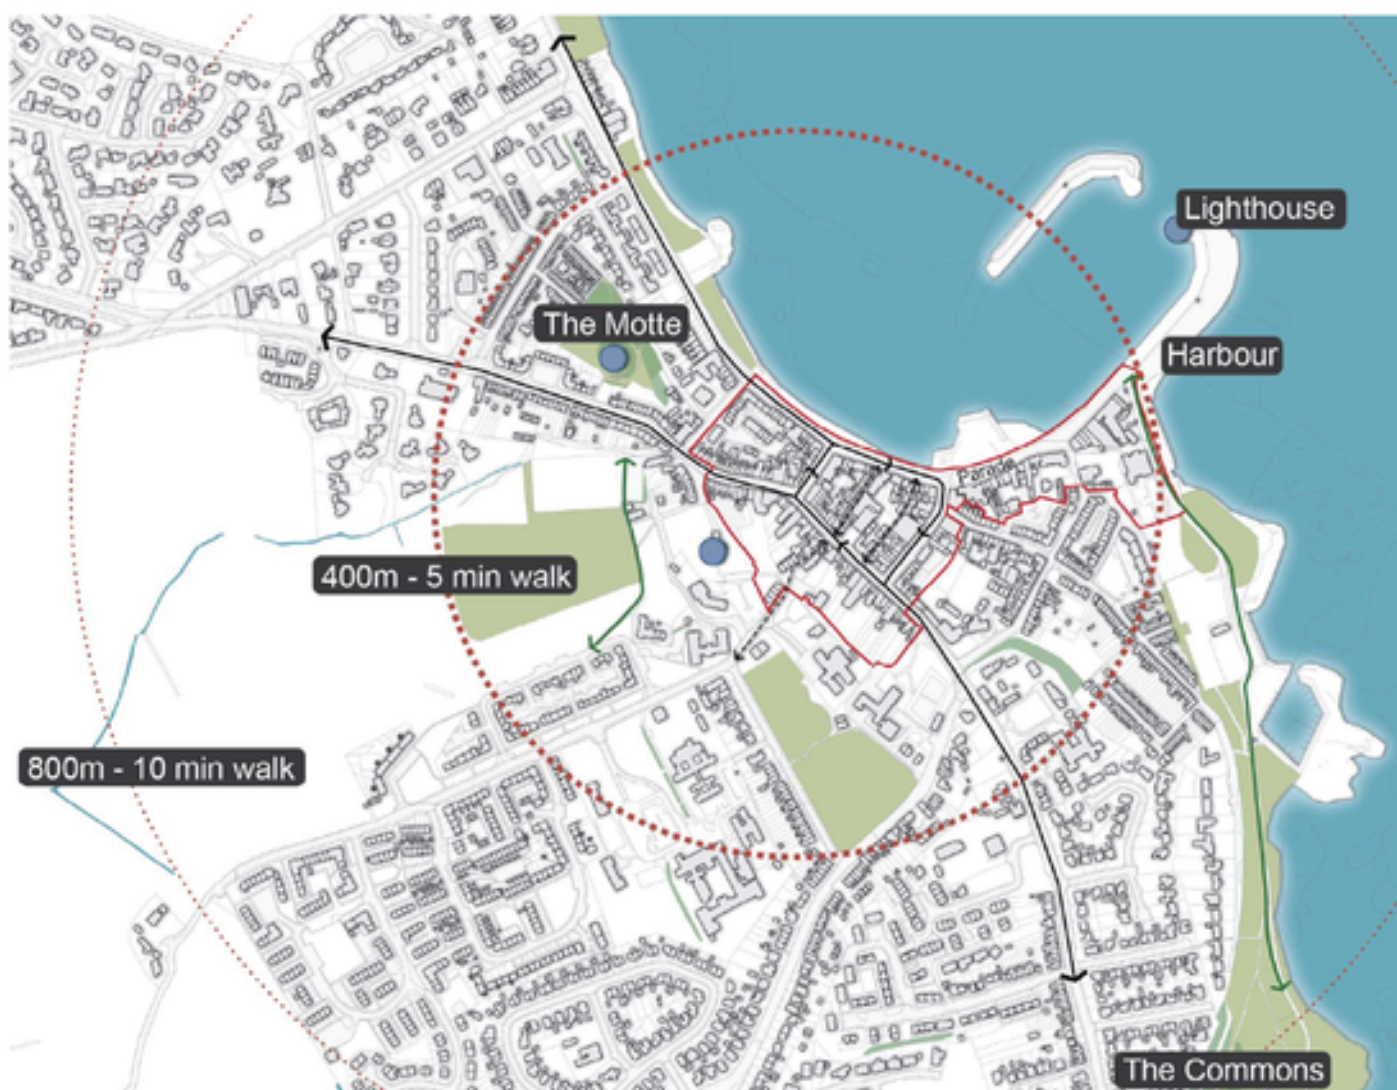 Lighthouse
The Motte
Harbour
Parade
400m - 5 min walk
800m - 10 min walk
The Commons